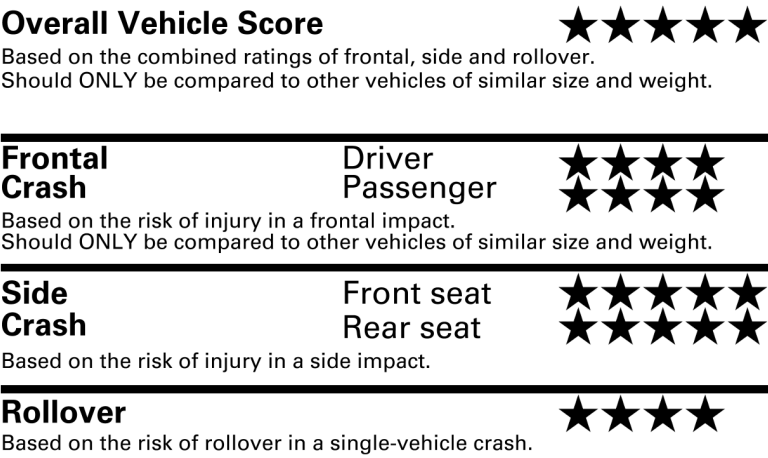 Overall Vehicle Score ★★★★★
Based on the combined ratings of frontal, side and rollover.
Should ONLY be compared to other vehicles of similar size and weight.
Frontal Driver ★★★★
Crash Passenger ★★★★
Based on the risk of injury in a frontal impact.
Should ONLY be compared to other vehicles of similar size and weight.
Side Front seat ★★★★★
Crash Rear seat ★★★★★
Based on the risk of injury in a side impact.
Rollover ★★★★
Based on the risk of rollover in a single-vehicle crash.